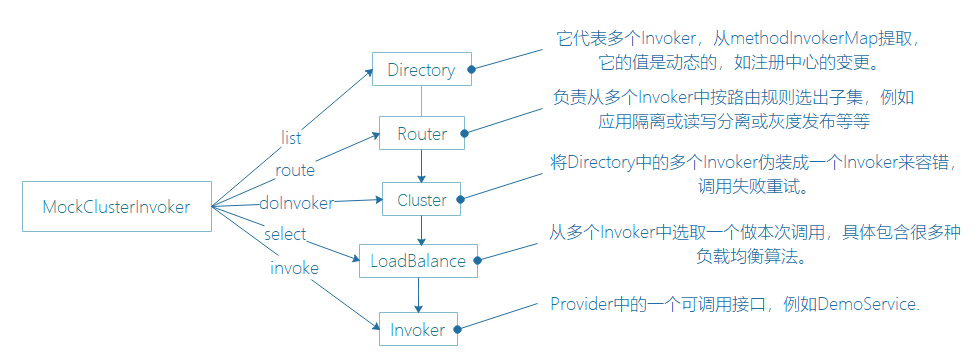 它代表多个Invoker，从methodInvokerMap提取，
它的值是动态的，如注册中心的变更。
Directory
负责从多个Invoker中按路由规则选出子集，例如
应用隔离或读写分离或灰度发布等等
Router
list
route
将Directory中的多个Invoker伪装成一个Invoker来容错，
调用失败重试。
MockClusterInvoker
doInvoker
Cluster
select
从多个Invoker中选取一个做本次调用，具体包含很多种
负载均衡算法。
LoadBalance
invoke
Provider中的一个可调用接口，例如DemoService.
Invoker